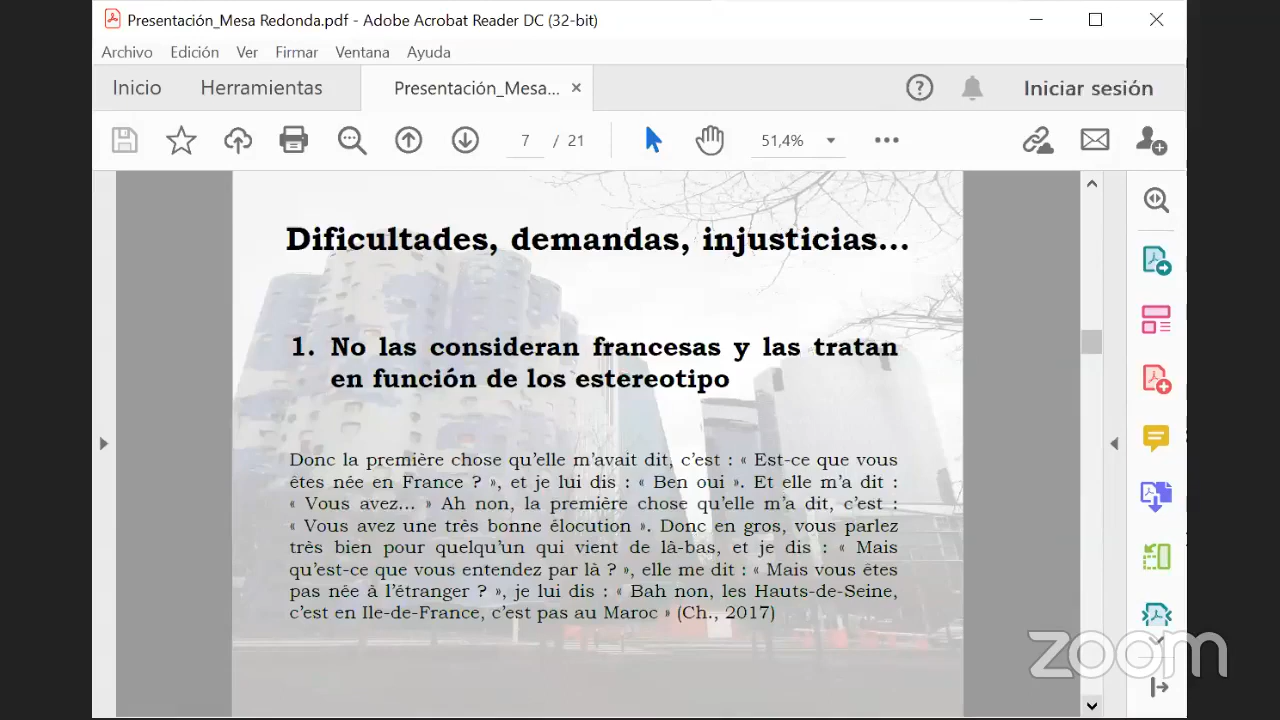 Presentación_Mesa Redonda.pdf - Adobe Acrobat Reader DC (32-bit)
Archivo Edición Ver Firmar Ventana Ayuda
Inicio Herramientas Presentación_Mesa... Iniciar sesión
7 / 21 51,4%
Dificultades, demandas, injusticias...
1. No las consideran francesas y las tratan
en función de los estereotipo
Donc la première chose qu'elle m'avait dit, c'est : « Est-ce que vous
êtes née en France ? », et je lui dis : « Ben oui ». Et elle m'a dit :
« Vous avez... » Ah non, la première chose qu'elle m'a dit, c'est :
« Vous avez une très bonne élocution ». Donc en gros, vous parlez
très bien pour quelqu'un qui vient de là-bas, et je dis : « Mais
qu'est-ce que vous entendez par là ? », elle me dit : « Mais vous êtes
pas née à l'étranger ? », je lui dis : « Bah non, les Hauts-de-Seine,
c'est en Ile-de-France, c'est pas au Maroc » (Ch., 2017)
zoom